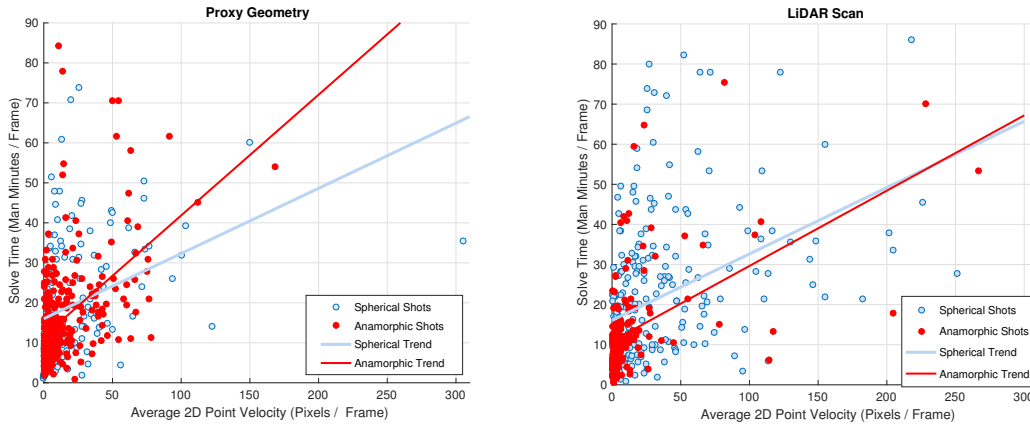 Proxy Geometry
90
80
70
60
50
40
30
20
10
0
Solve Time (Man Minutes / Frame)
0 50 100 150 200 250 300
Average 2D Point Velocity (Pixels / Frame)
Spherical Shots
Anamorphic Shots
Spherical Trend
Anamorphic Trend
LiDAR Scan
90
80
70
60
50
40
30
20
10
0
Solve Time (Man Minutes / Frame)
0 50 100 150 200 250 300
Average 2D Point Velocity (Pixels / Frame)
Spherical Shots
Anamorphic Shots
Spherical Trend
Anamorphic Trend